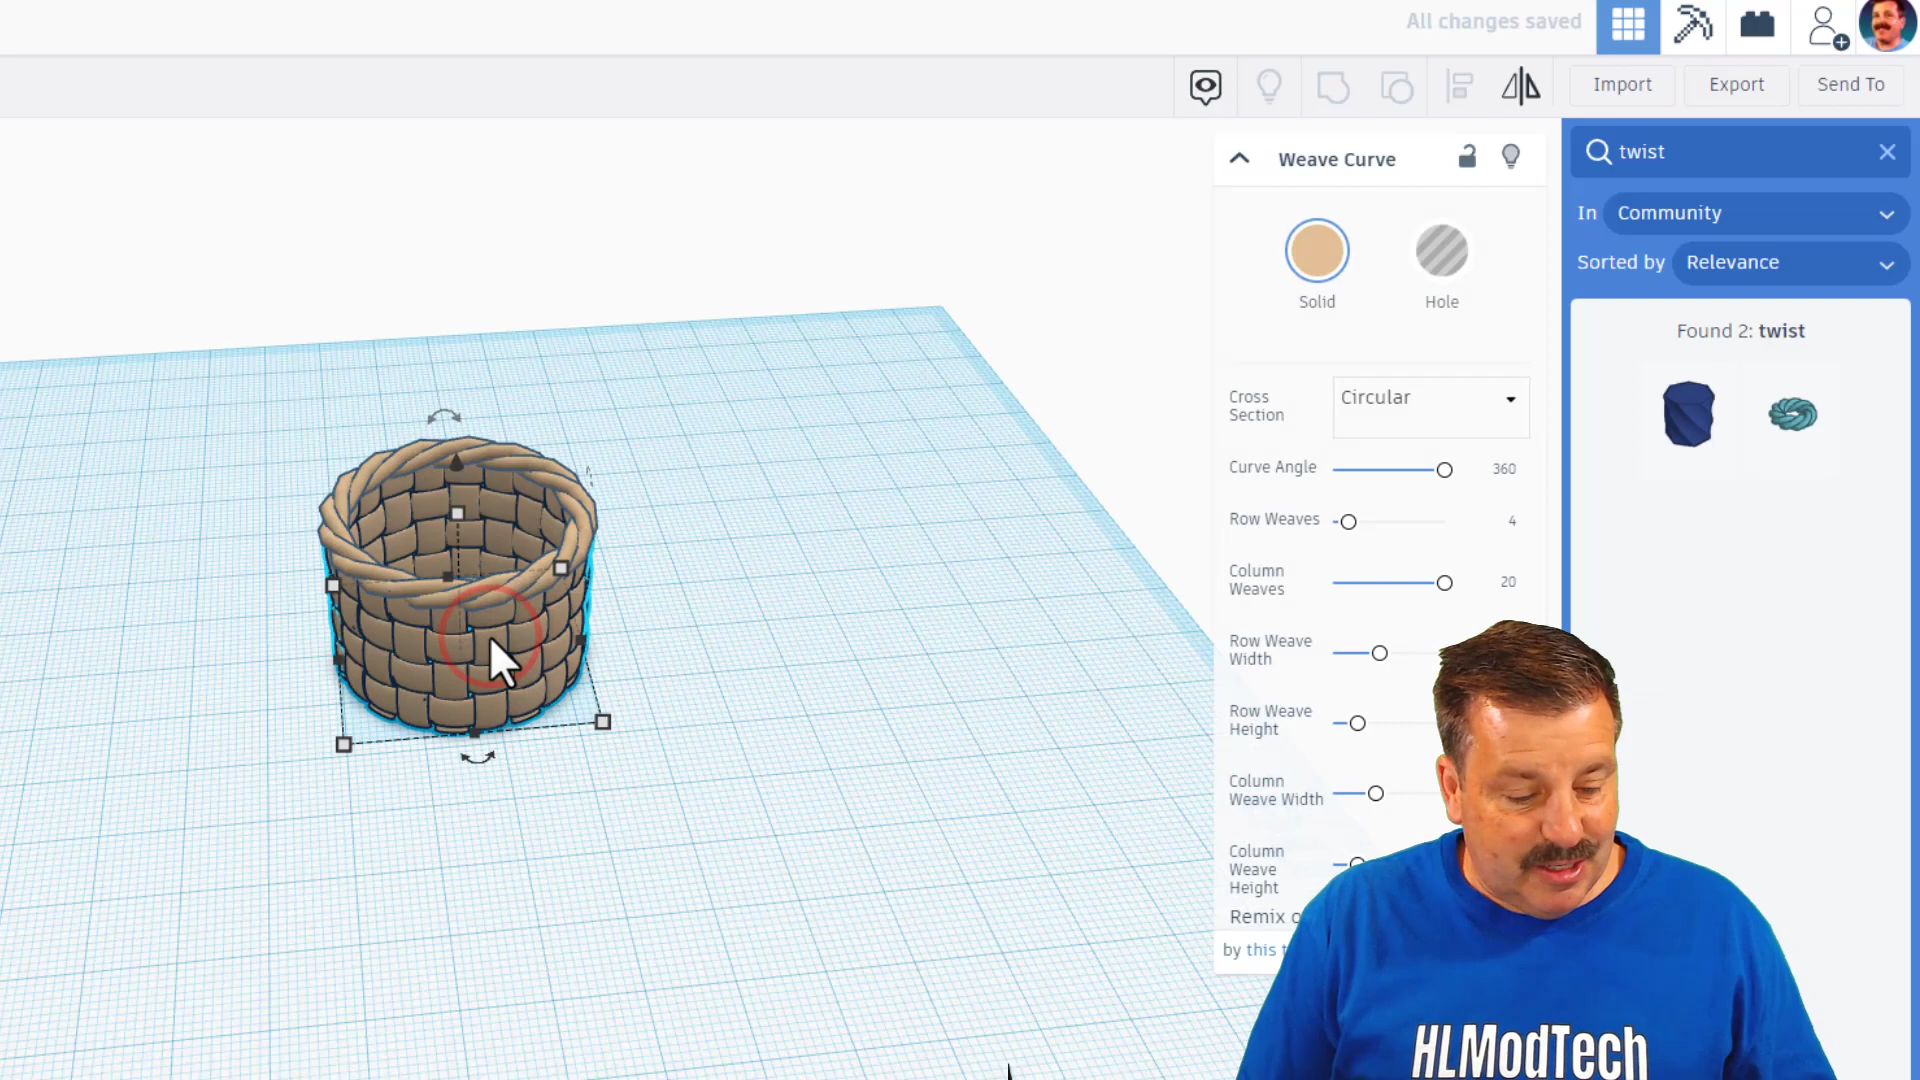 All changes saved
Import
Export
Send To
Weave Curve
twist
In
Community
Sorted by
Relevance
Solid
Hole
Found 2: twist
Cross
Section
Circular
Curve Angle
360
Row Weaves
4
Column
Weaves
20
Row Weave
Width
Row Weave
Height
Column
Weave Width
Column
Weave
Height
Remix
by this
HLModTech